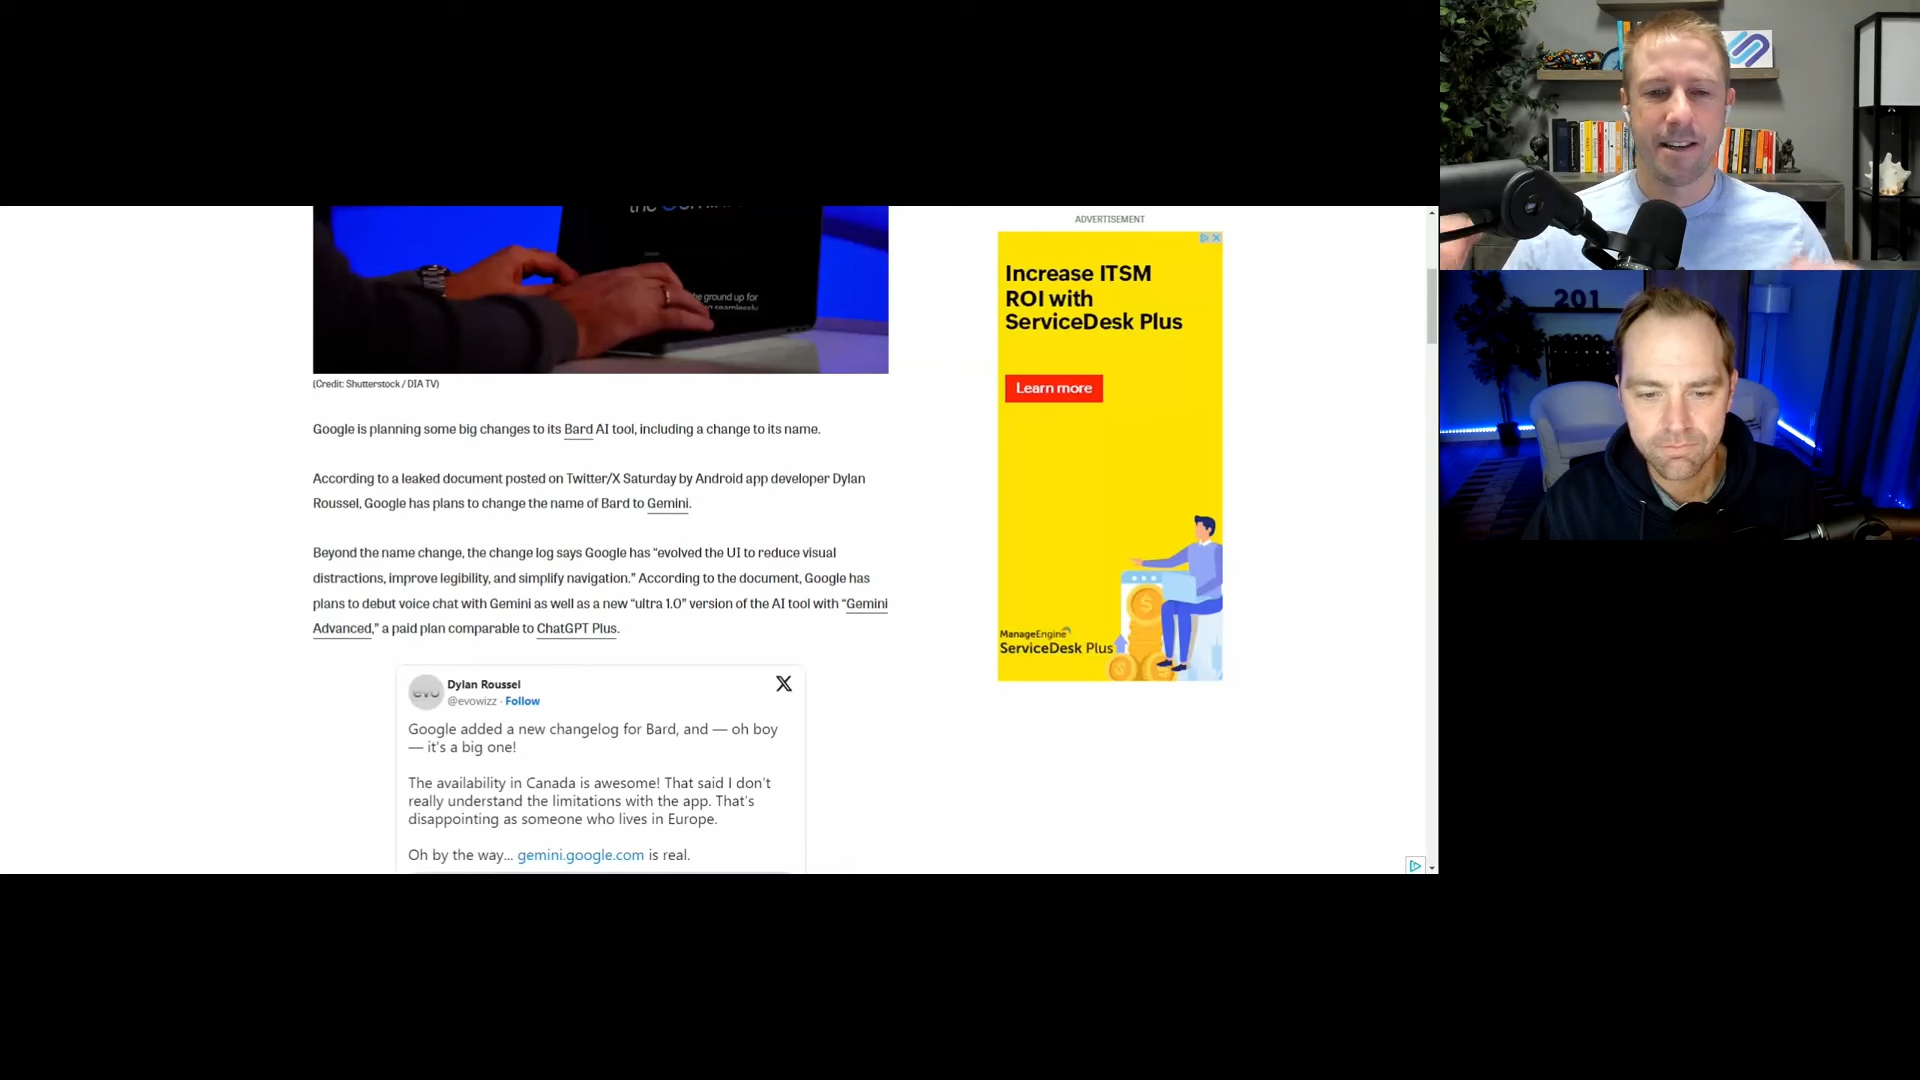 he ground up for
(Credit: Shutterstock / DIA TV)
Google is planning some big changes to its Bard AI tool, including a change to its name.
According to a leaked document posted on Twitter/X Saturday by Android app developer Dylan
Roussel, Google has plans to change the name of Bard to Gemini.
Beyond the name change, the change log says Google has “evolved the UI to reduce visual
distractions, improve legibility, and simplify navigation.” According to the document, Google has
plans to debut voice chat with Gemini as well as a new “ultra 1.0” version of the AI tool with “Gemini
Advanced,” a paid plan comparable to ChatGPT Plus.
evo
Dylan Roussel
@evowizz · Follow
X
Google added a new changelog for Bard, and — oh boy
— it's a big one!
The availability in Canada is awesome! That said I don't
really understand the limitations with the app. That's
disappointing as someone who lives in Europe.
Oh by the way... gemini.google.com is real.
ADVERTISEMENT
Increase ITSM
ROI with
ServiceDesk Plus
Learn more
ManageEngine
ServiceDesk Plus
201